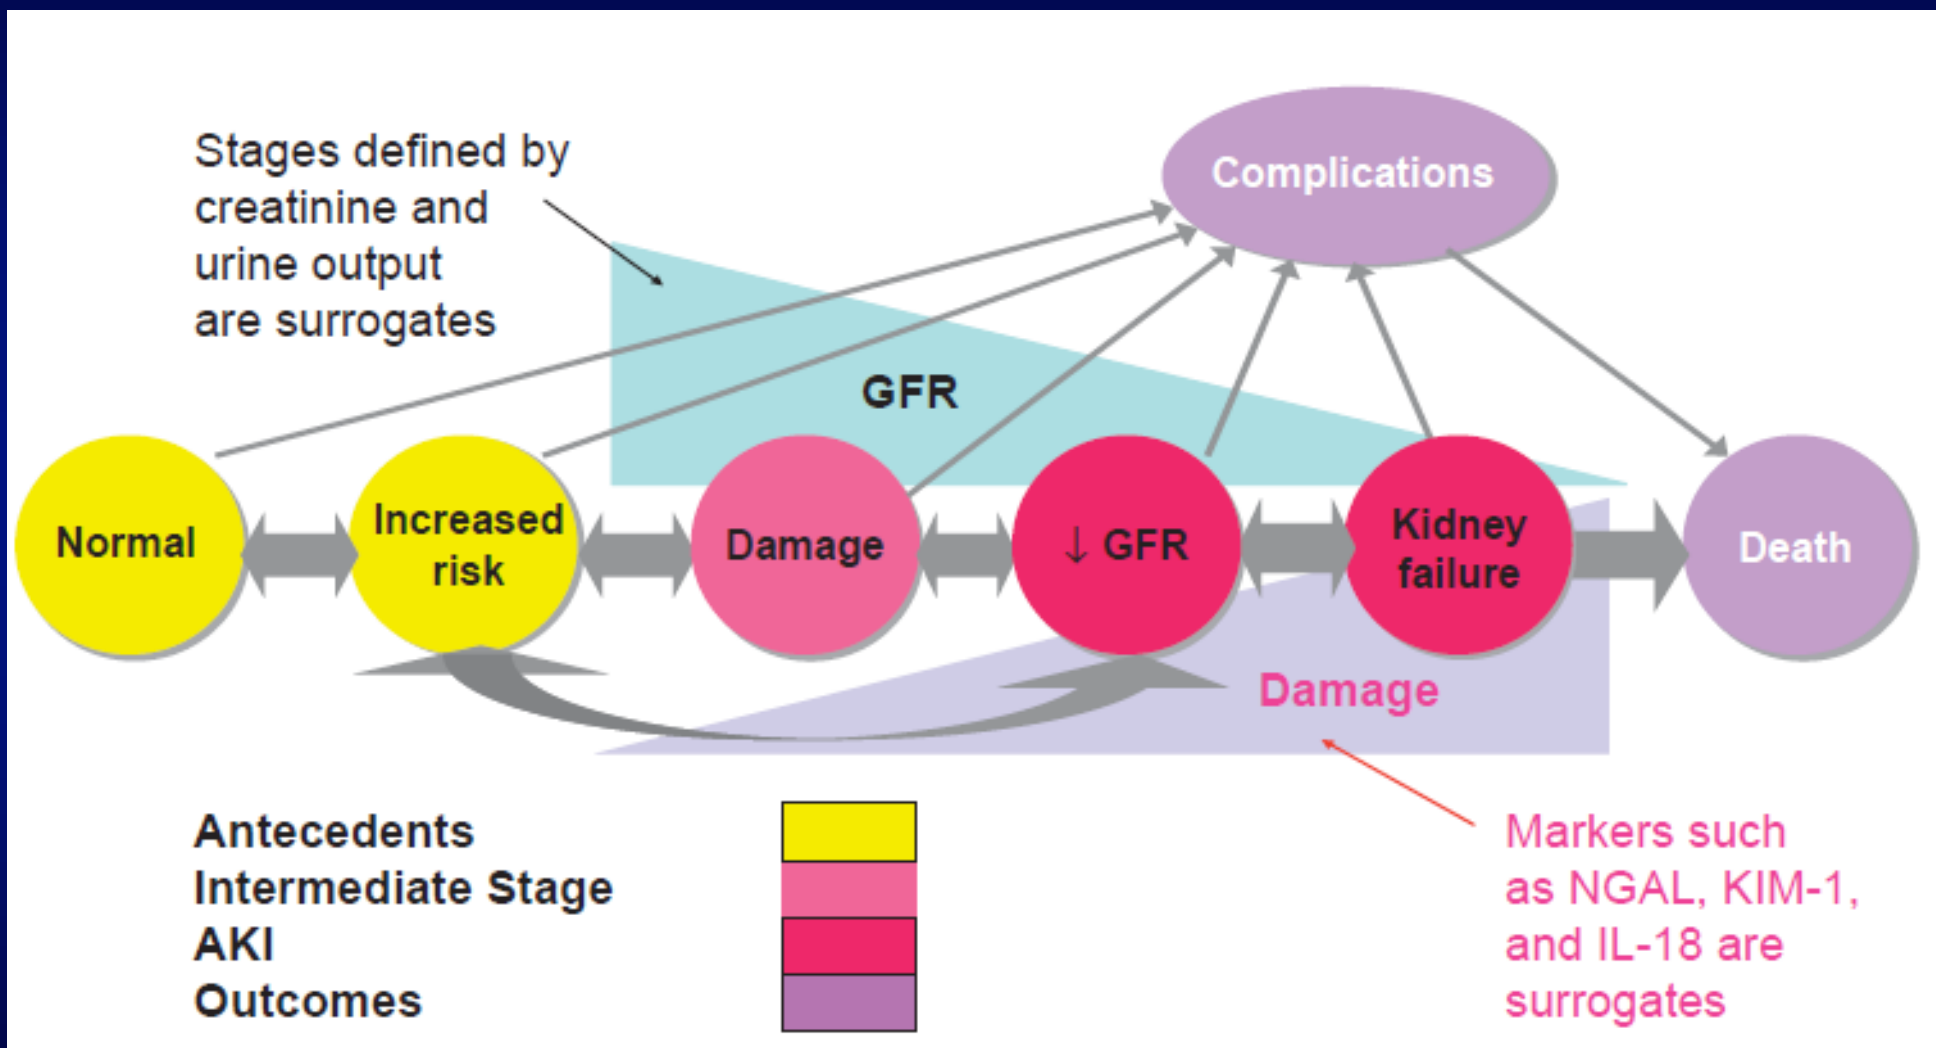 Stages defined by
creatinine and
urine output
are surrogates
Complications
GFR
Normal
Increased
risk
Damage
↓ GFR
Kidney
failure
Death
Damage
Antecedents
Intermediate Stage
AKI
Outcomes
Markers such
as NGAL, KIM-1,
and IL-18 are
surrogates